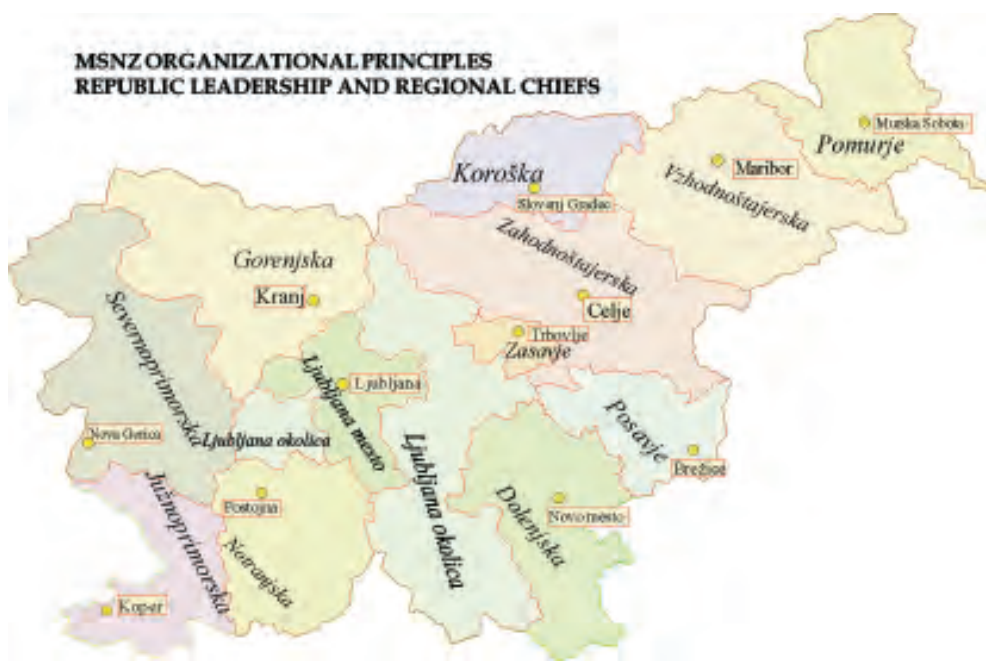 MSNZ ORGANIZATIONAL PRINCIPLES
REPUBLIC LEADERSHIP AND REGIONAL CHIEFS
Murska Sobota
Pomurje
Maribor
Vzhodnoštajerska
Koroška
Slovenj Gradec
Zahodnoštajerska
Gorenjska
Kranj
Celje
Trbovlje
Zasavje
Severnoprimorska
Ljubljana
Ljubljana mesto
Ljubljana okolica
Nova Gorica
Posavje
Brežice
Ljubljana okolica
Južnoprimorska
Postojna
Dolenjska
Novo mesto
Notranjska
Koper